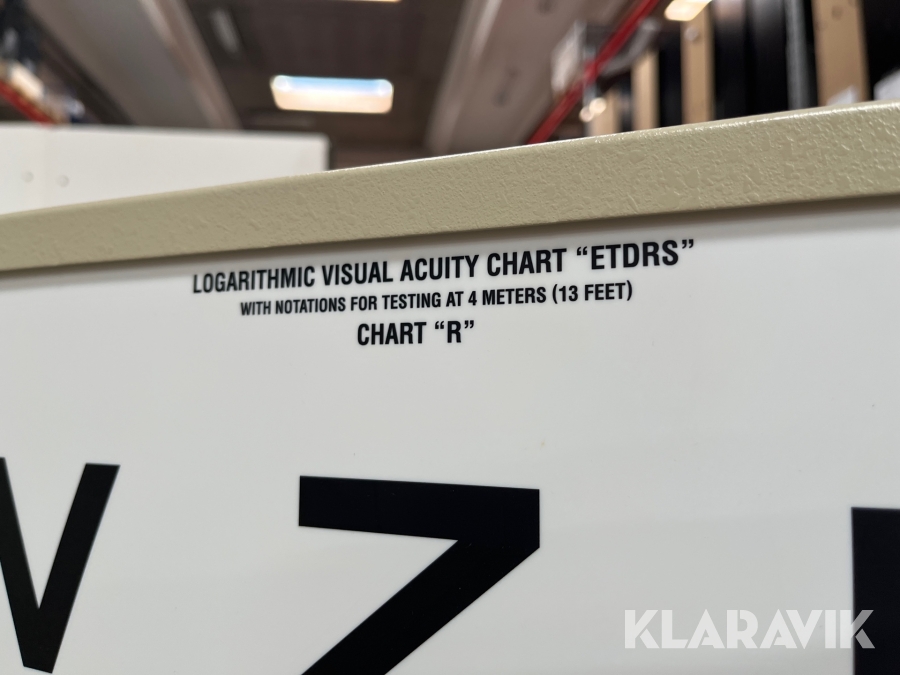 LOGARITHMIC VISUAL ACUITY CHART “ETDRS”
WITH NOTATIONS FOR TESTING AT 4 METERS (13 FEET)
CHART “R”
Z
KLARAVIK